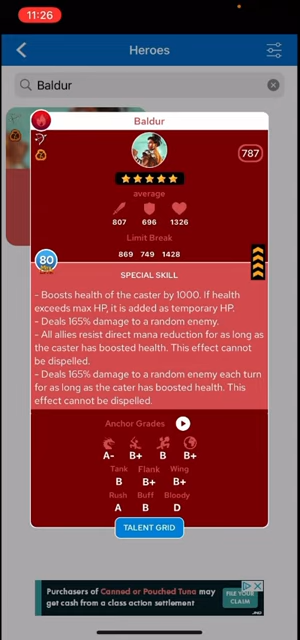 11:26
Heroes
Baldur
Baldur
787
average
807 696 1326
Limit Break
869 749 1428
80
SPECIAL SKILL
- Boosts health of the caster by 1000. If health
exceeds max HP, it is added as temporary HP.
- Deals 165% damage to a random enemy.
- All allies resist direct mana reduction for as long as
the caster has boosted health. This effect cannot
be dispelled.
- Deals 165% damage to a random enemy each turn
for as long as the cater has boosted health. This
effect cannot be dispelled.
Anchor Grades
A- B+ B B+
Tank Flank Wing
B B+ B+
Rush Buff Bloody
A B D
TALENT GRID
Purchasers of Canned or Pouched Tuna may
get cash from a class action settlement
FILE YOUR
CLAIM